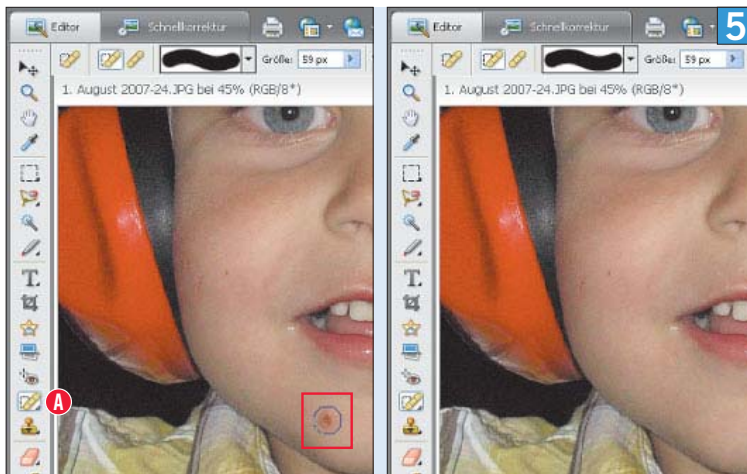 Editor Schnellkorrektur
Größe: 59 px
1. August 2007-24.JPG bei 45% (RGB/8*)
T
A
Editor Schnellkorrektur 5
Größe: 59 px
1. August 2007-24.JPG bei 45% (RGB/8*)
T